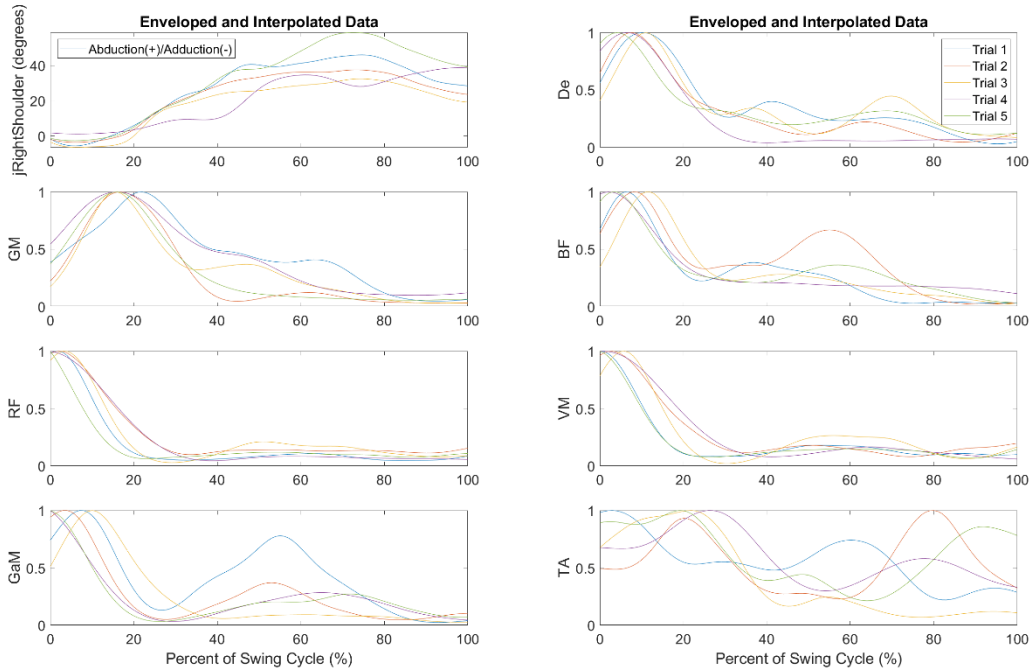 Enveloped and Interpolated Data
jRightShoulder (degrees)
Abduction(+)/Adduction(-)
40
20
0
0 20 40 60 80 100
GM
1
0.5
0
0 20 40 60 80 100
RF
1
0.5
0
0 20 40 60 80 100
GaM
1
0.5
0
0 20 40 60 80 100
Percent of Swing Cycle (%)
Enveloped and Interpolated Data
De
1
0.5
0
Trial 1
Trial 2
Trial 3
Trial 4
Trial 5
0 20 40 60 80 100
BF
1
0.5
0
0 20 40 60 80 100
VM
1
0.5
0
0 20 40 60 80 100
TA
1
0.5
0
0 20 40 60 80 100
Percent of Swing Cycle (%)